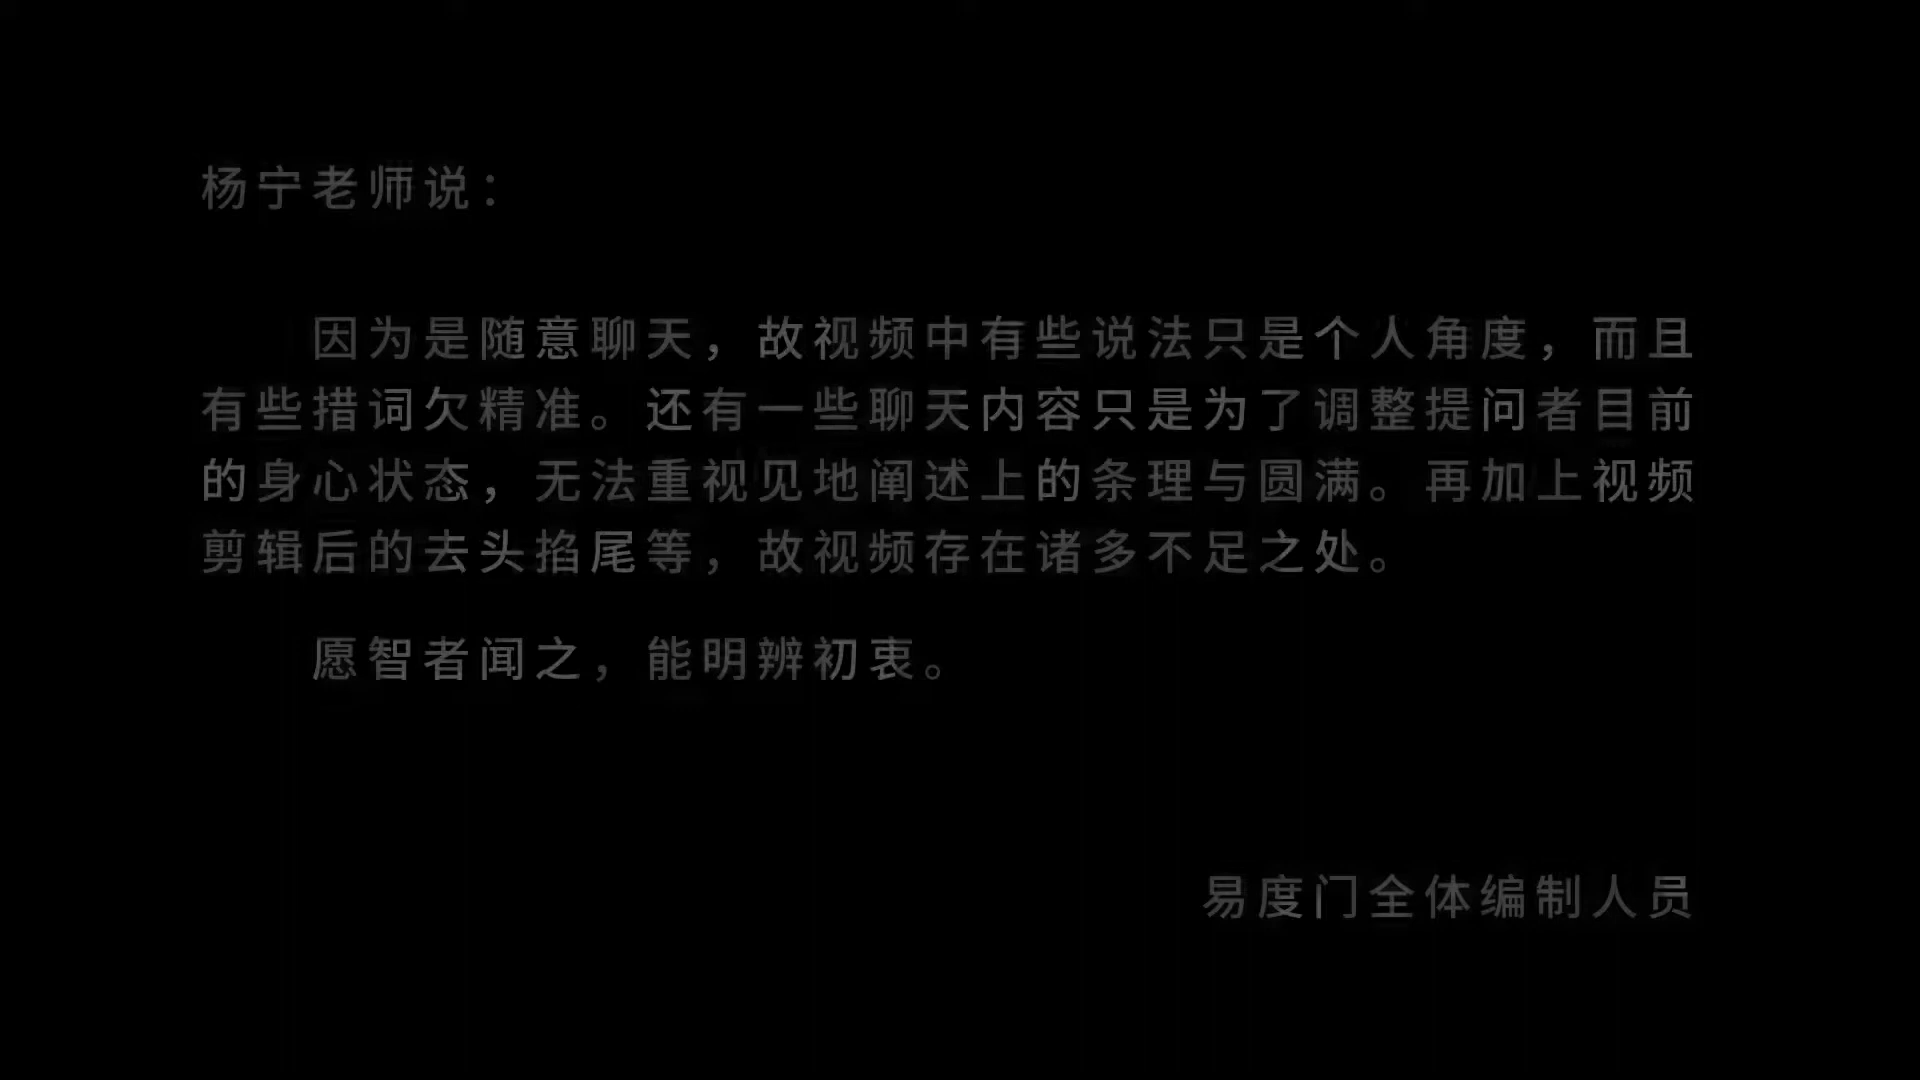 杨宁老师说：
因为是随意聊天，故视频中有些说法只是个人角度，而且
有些措词欠精准。还有一些聊天内容只是为了调整提问者目前
的身心状态，无法重视见地阐述上的条理与圆满。再加上视频
剪辑后的去头掐尾等，故视频存在诸多不足之处。
愿智者闻之，能明辨初衷。
易度门全体编制人员